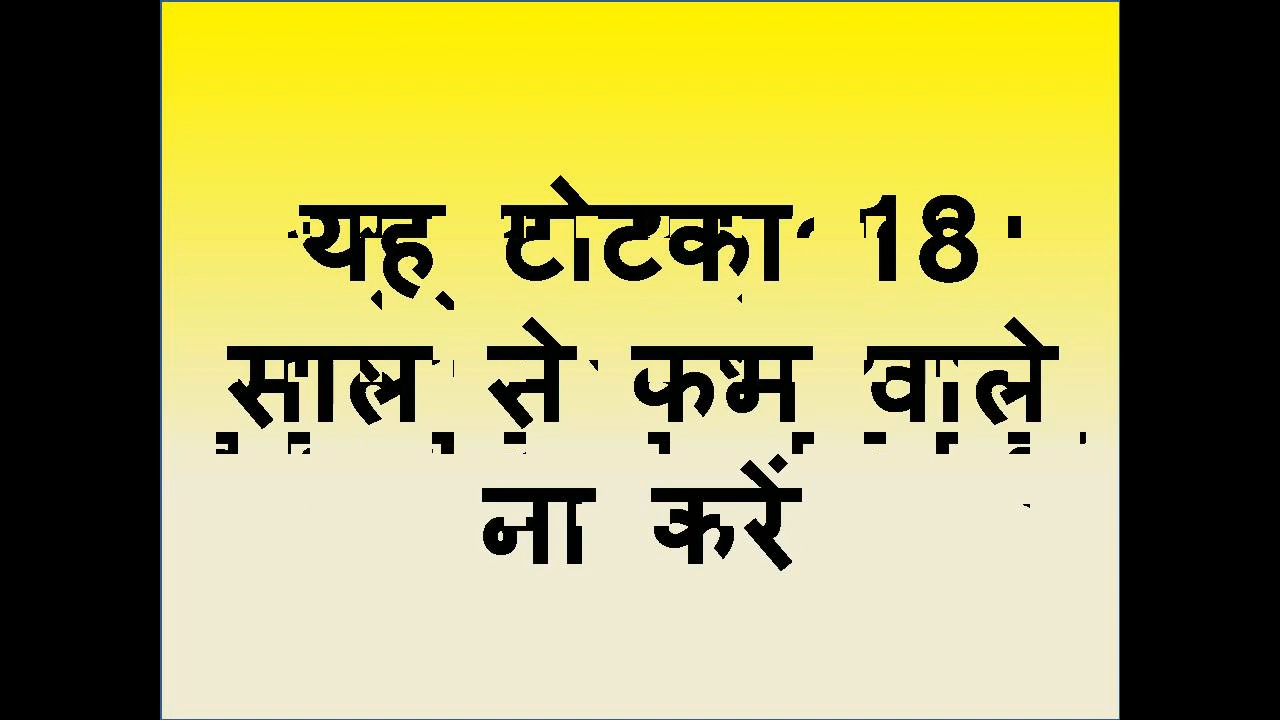 यह टोटका 18
साल से कम वाले
ना करें